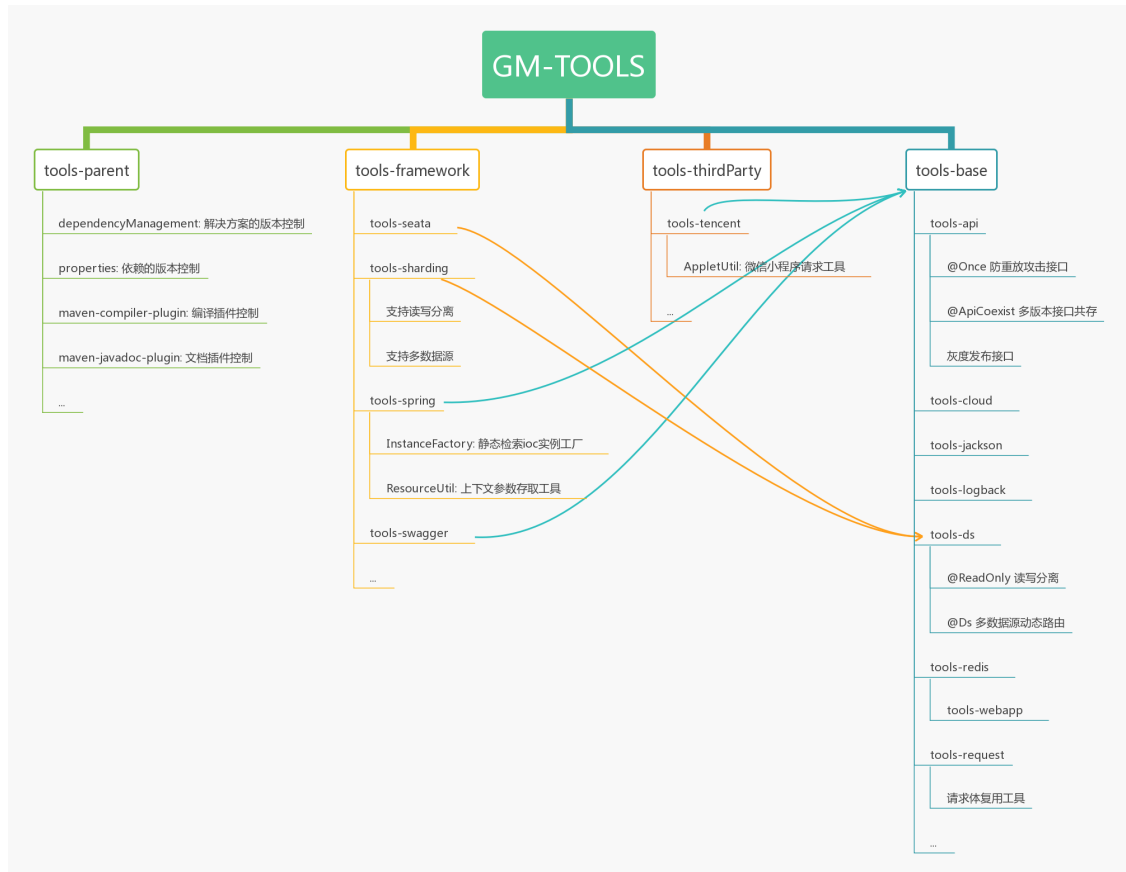 GM-TOOLS
tools-parent
dependencyManagement: 解决方案的版本控制
properties: 依赖的版本控制
maven-compiler-plugin: 编译插件控制
maven-javadoc-plugin: 文档插件控制
...
tools-framework
tools-seata
tools-sharding
支持读写分离
支持多数据源
tools-spring
InstanceFactory: 静态检索ioc实例工厂
ResourceUtil: 上下文参数存取工具
tools-swagger
...
tools-thirdParty
tools-tencent
AppletUtil: 微信小程序请求工具
...
tools-base
tools-api
@Once 防重放攻击接口
@ApiCoexist 多版本接口共存
灰度发布接口
tools-cloud
tools-jackson
tools-logback
tools-ds
@ReadOnly 读写分离
@Ds 多数据源动态路由
tools-redis
tools-webapp
tools-request
请求体复用工具
...